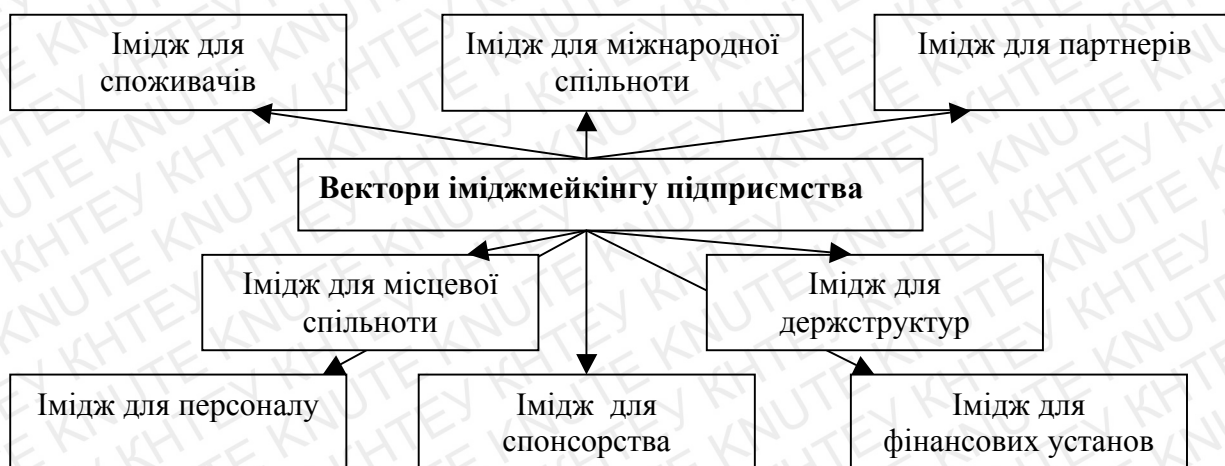 Імідж для
споживачів
Імідж для міжнародної
спільноти
Імідж для партнерів
Вектори іміджмейкінгу підприємства
Імідж для місцевої
спільноти
Імідж для
держструктур
Імідж для персоналу
Імідж для
спонсорства
Імідж для
фінансових установ